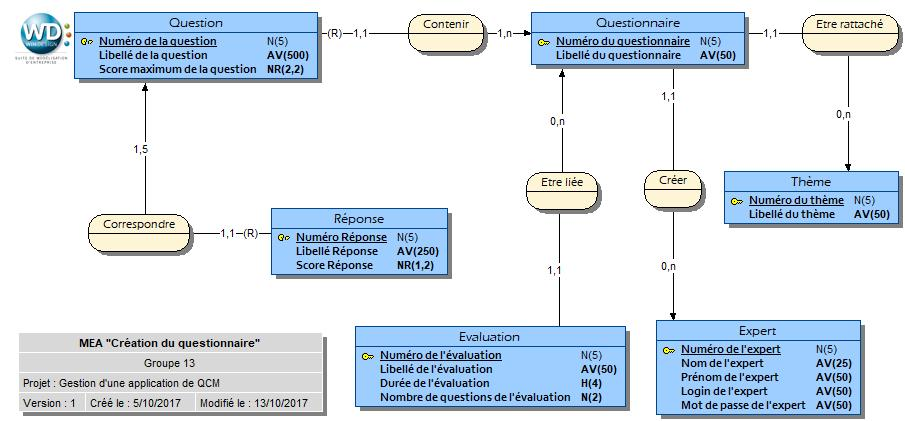 WD
WIN'DESIGN
SUITE DE MODÉLISATION
D'ENTREPRISE
Question
Numéro de la question N(5)
Libellé de la question AV(500)
Score maximum de la question NR(2,2)
(R) 1,1
Contenir
1,n
Questionnaire
Numéro du questionnaire N(5)
Libellé du questionnaire AV(50)
1,1
Etre rattaché
1,1
0,n
0,n
1,5
Etre liée
Créer
Thème
Numéro du thème N(5)
Libellé du thème AV(50)
Correspondre
1,1 (R)
Réponse
Numéro Réponse N(5)
Libellé Réponse AV(250)
Score Réponse NR(1,2)
1,1
0,n
Evaluation
Numéro de l'évaluation N(5)
Libellé de l'évaluation AV(50)
Durée de l'évaluation H(4)
Nombre de questions de l'évaluation N(2)
Expert
Numéro de l'expert N(5)
Nom de l'expert AV(25)
Prénom de l'expert AV(50)
Login de l'expert AV(50)
Mot de passe de l'expert AV(50)
MEA "Création du questionnaire"
Groupe 13
Projet : Gestion d'une application de QCM
Version : 1 Créé le : 5/10/2017 Modifié le : 13/10/2017